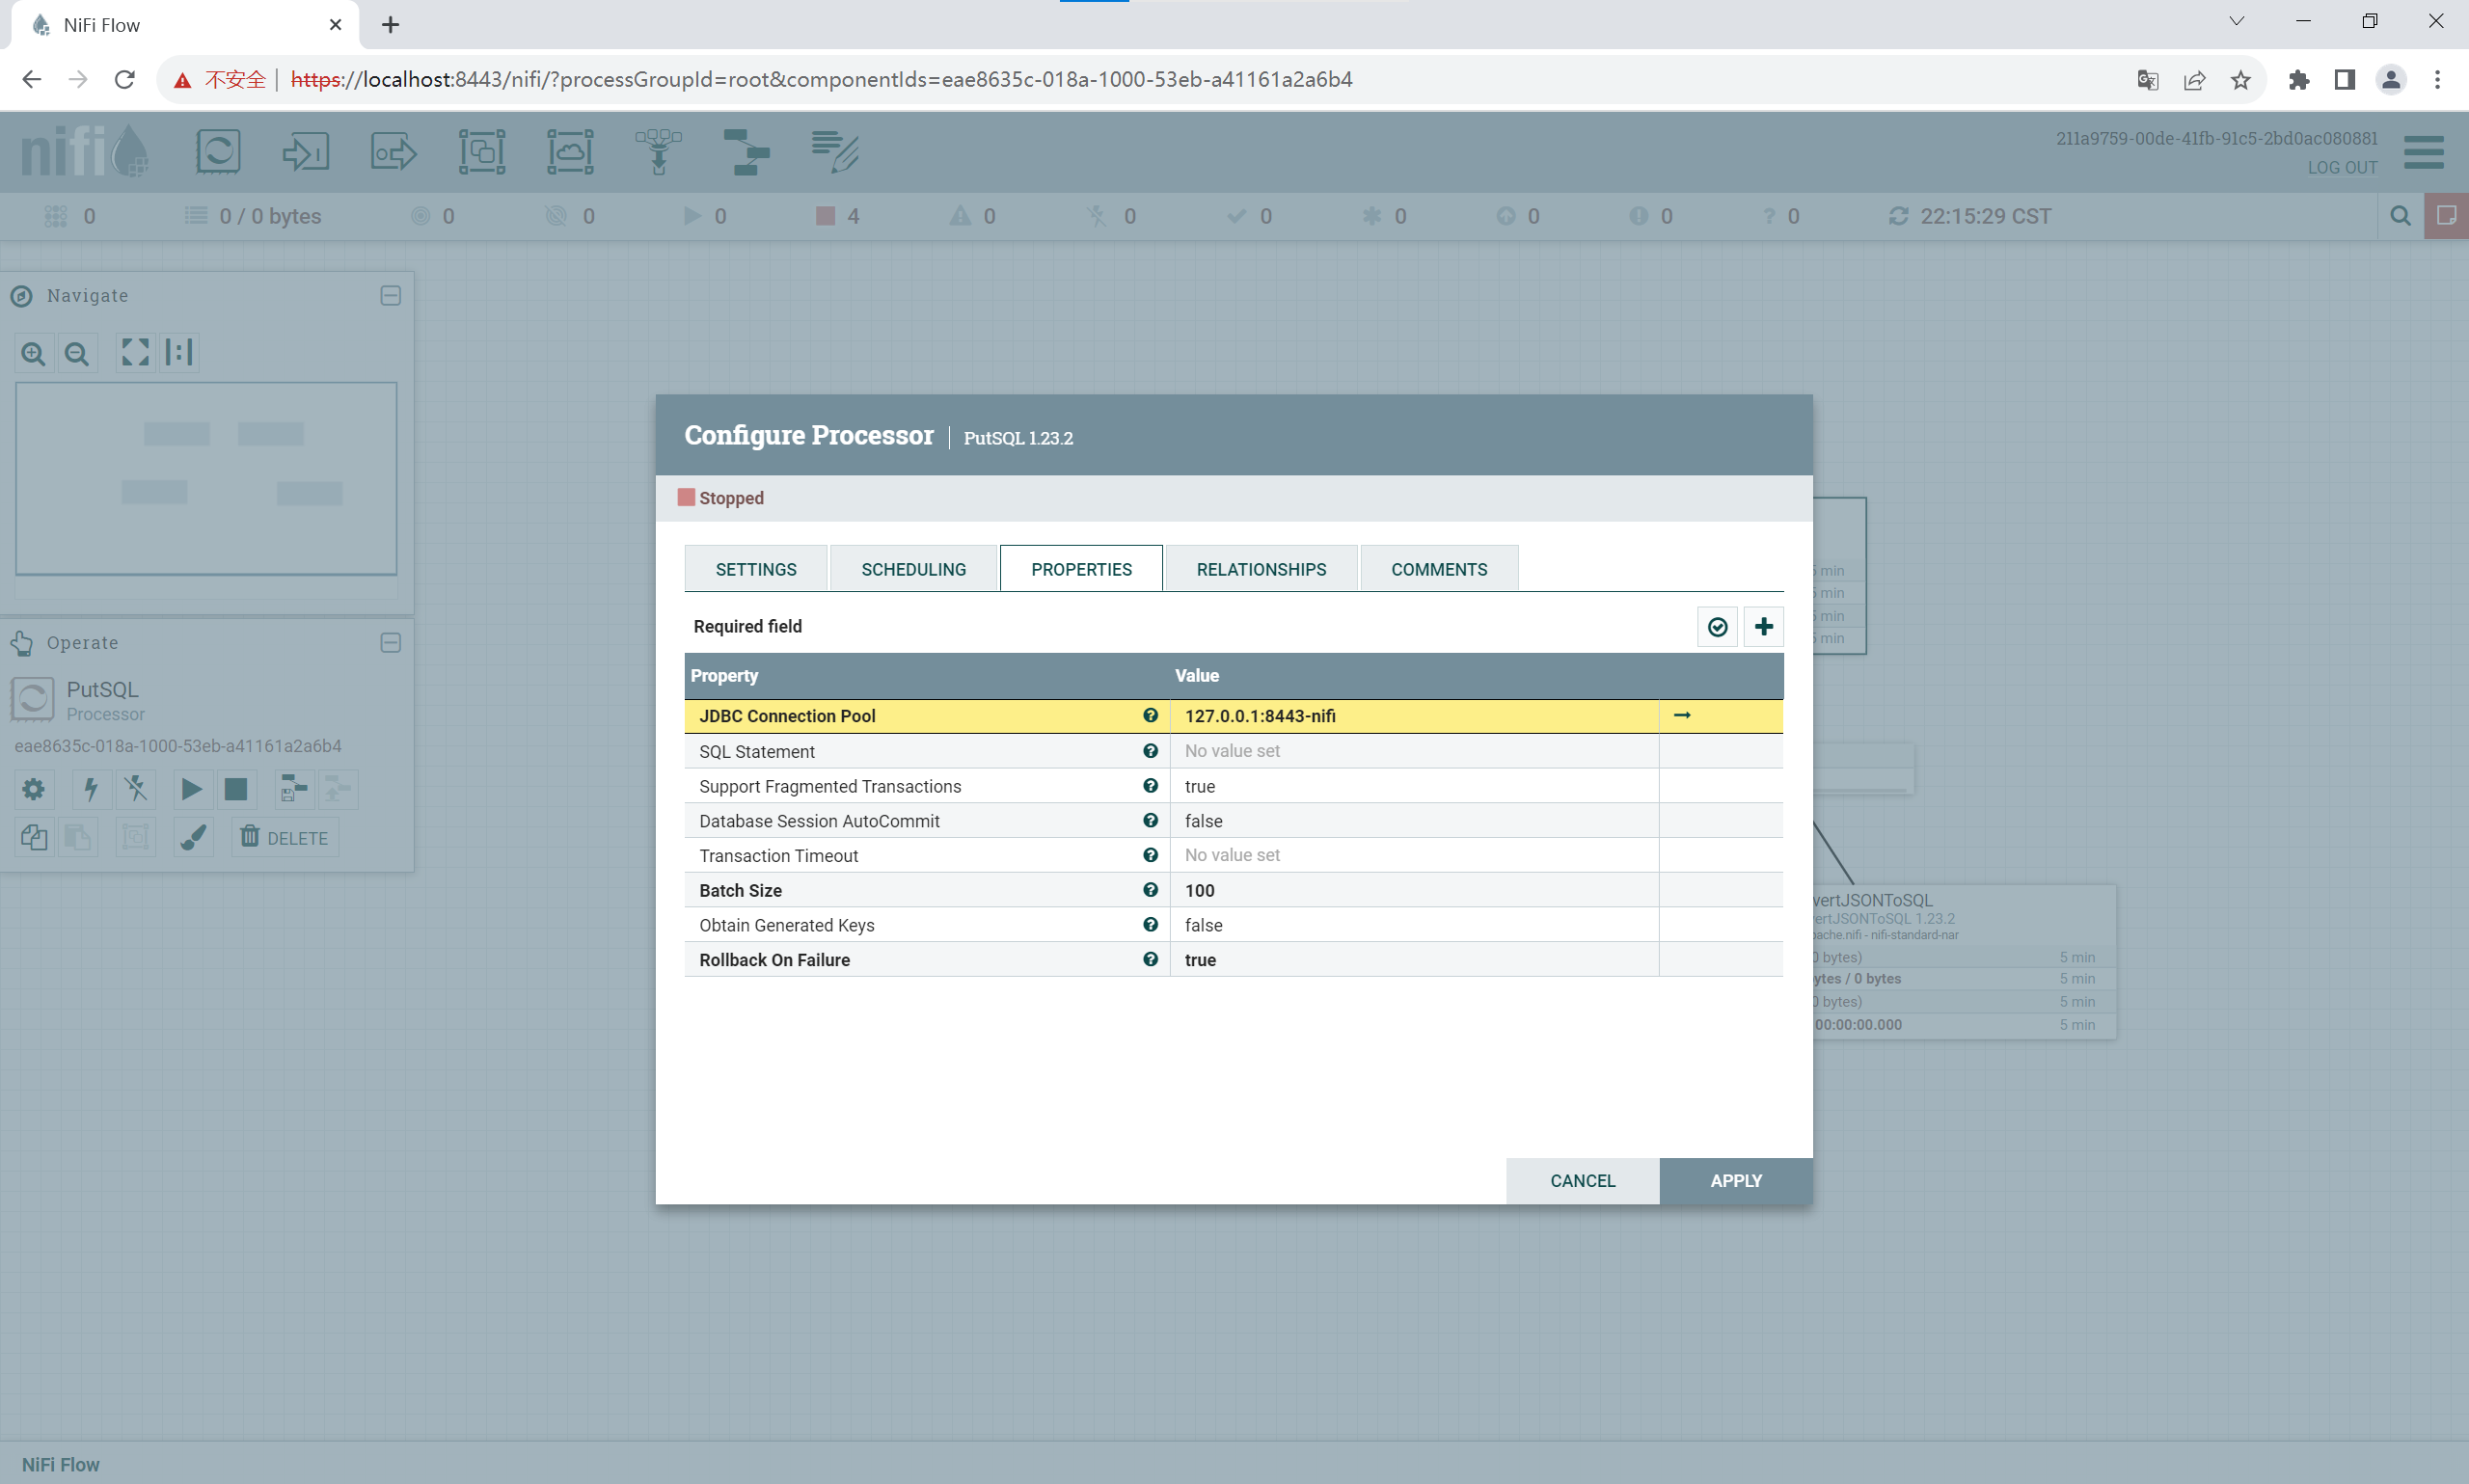 NiFi Flow
不安全 https://localhost:8443/nifi/?processGroupId=root&componentIds=eae8635c-018a-1000-53eb-a41161a2a6b4
nifi
211a9759-00de-41fb-91c5-2bd0ac080881
LOG OUT
0 0 / 0 bytes 0 0 0 4 0 0 0 0 0 0 ? 0 22:15:29 CST
Navigate
Operate
PutSQL
Processor
eae8635c-018a-1000-53eb-a41161a2a6b4
DELETE
Configure Processor PutSQL 1.23.2
Stopped
SETTINGS SCHEDULING PROPERTIES RELATIONSHIPS COMMENTS
Required field
Property Value
JDBC Connection Pool 127.0.0.1:8443-nifi
SQL Statement No value set
Support Fragmented Transactions true
Database Session AutoCommit false
Transaction Timeout No value set
Batch Size 100
Obtain Generated Keys false
Rollback On Failure true
CANCEL APPLY
5 min
5 min
5 min
5 min
vertJSONToSQL
vertJSONToSQL 1.23.2
pache.nifi - nifi-standard-nar
0 bytes) 5 min
ytes / 0 bytes 5 min
0 bytes) 5 min
00:00:00.000 5 min
NiFi Flow